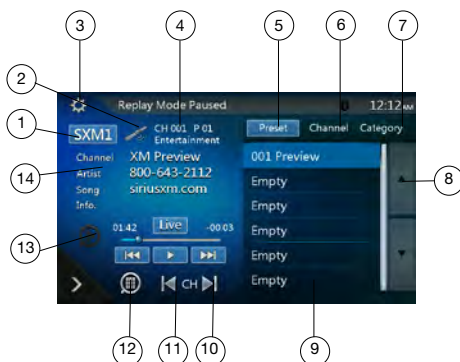 3
4
5
6
7
2
1
14
13
12
11
10
9
8
Replay Mode Paused
12:12 AM
SXM1
CH 001 P 01
Entertainment
Preset Channel Category
Channel XM Preview
Artist 800-643-2112
Song siriusxm.com
Info.
01:42 Live -00:03
CH
001 Preview
Empty
Empty
Empty
Empty
Empty